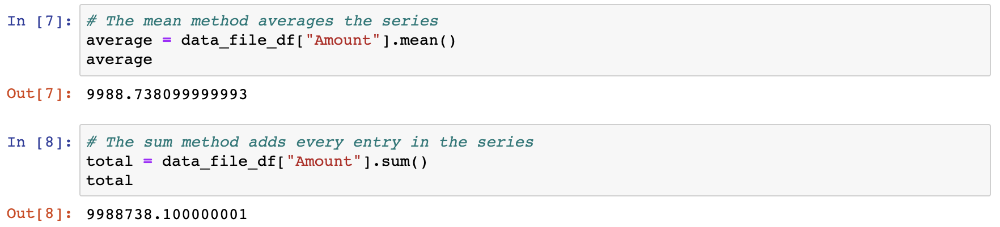 In [7]: # The mean method averages the series
average = data_file_df["Amount"].mean()
average
Out[7]: 9988.738099999993
In [8]: # The sum method adds every entry in the series
total = data_file_df["Amount"].sum()
total
Out[8]: 9988738.100000001